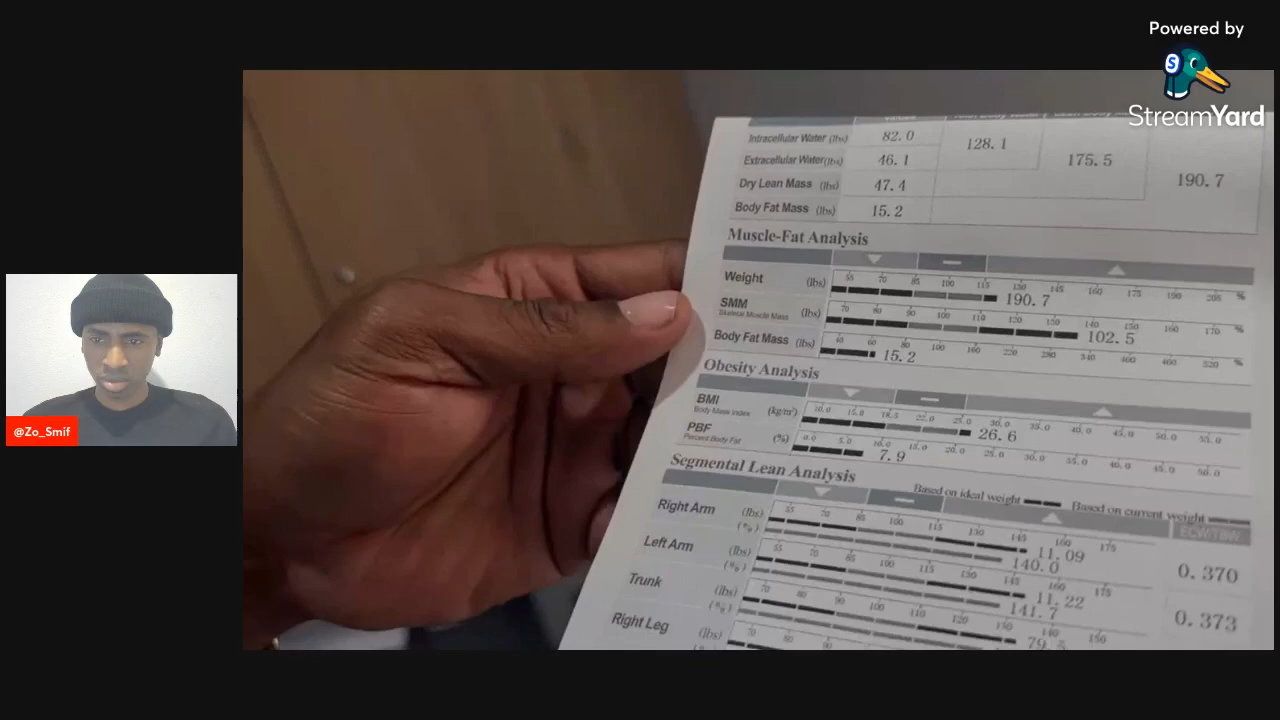 Powered by
StreamYard
Intracellular Water (lbs) 82.0 128.1 175.5 190.7
Extracellular Water (lbs) 46.1
Dry Lean Mass (lbs) 47.4
Body Fat Mass (lbs) 15.2
Muscle-Fat Analysis
Weight (lbs) 55 70 85 100 115 130 145 160 175 190 205 %
190.7
SMM (lbs) 70 80 90 100 110 120 130 140 150 160 170 %
Skeletal Muscle Mass
102.5
Body Fat Mass (lbs) 40 60 80 100 160 220 280 340 400 460 520 %
15.2
Obesity Analysis
BMI (kg/m²) 10.0 15.0 18.5 22.0 25.0 30.0 35.0 40.0 45.0 50.0 55.0
Body Mass Index
26.6
PBF (%) 0.0 5.0 10.0 15.0 20.0 25.0 30.0 35.0 40.0 45.0 50.0
Percent Body Fat
7.9
Segmental Lean Analysis
Based on ideal weight Based on current weight
ECW/TBW
Right Arm (lbs) 55 70 85 100 115 130 145 160 175
(%) 11.09
140.0
0.370
Left Arm (lbs) 55 70 85 100 115 130 145 160 175
(%) 11.22
141.7
0.373
Trunk (lbs) 70 80 90 100 110 120 130 140 150
(%)
Right Leg (lbs) 70 80 90
@Zo_Smif